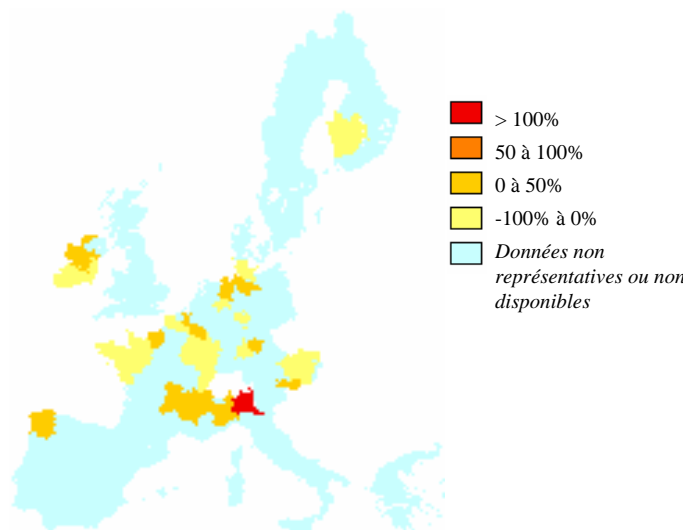 > 100%
50 à 100%
0 à 50%
-100% à 0%
Données non
représentatives ou non
disponibles